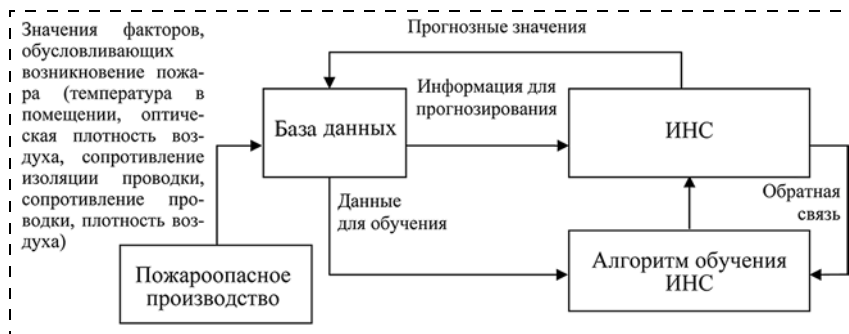 Значения факторов,
обусловливающих
возникновение пожа-
ра (температура в
помещении, оптиче-
ская плотность воз-
духа, сопротивление
изоляции проводки,
сопротивление про-
водки, плотность воз-
духа)
Прогнозные значения
Информация для
прогнозирования
База данных
ИНС
Данные
для обучения
Обратная
связь
Пожароопасное
производство
Алгоритм обучения
ИНС